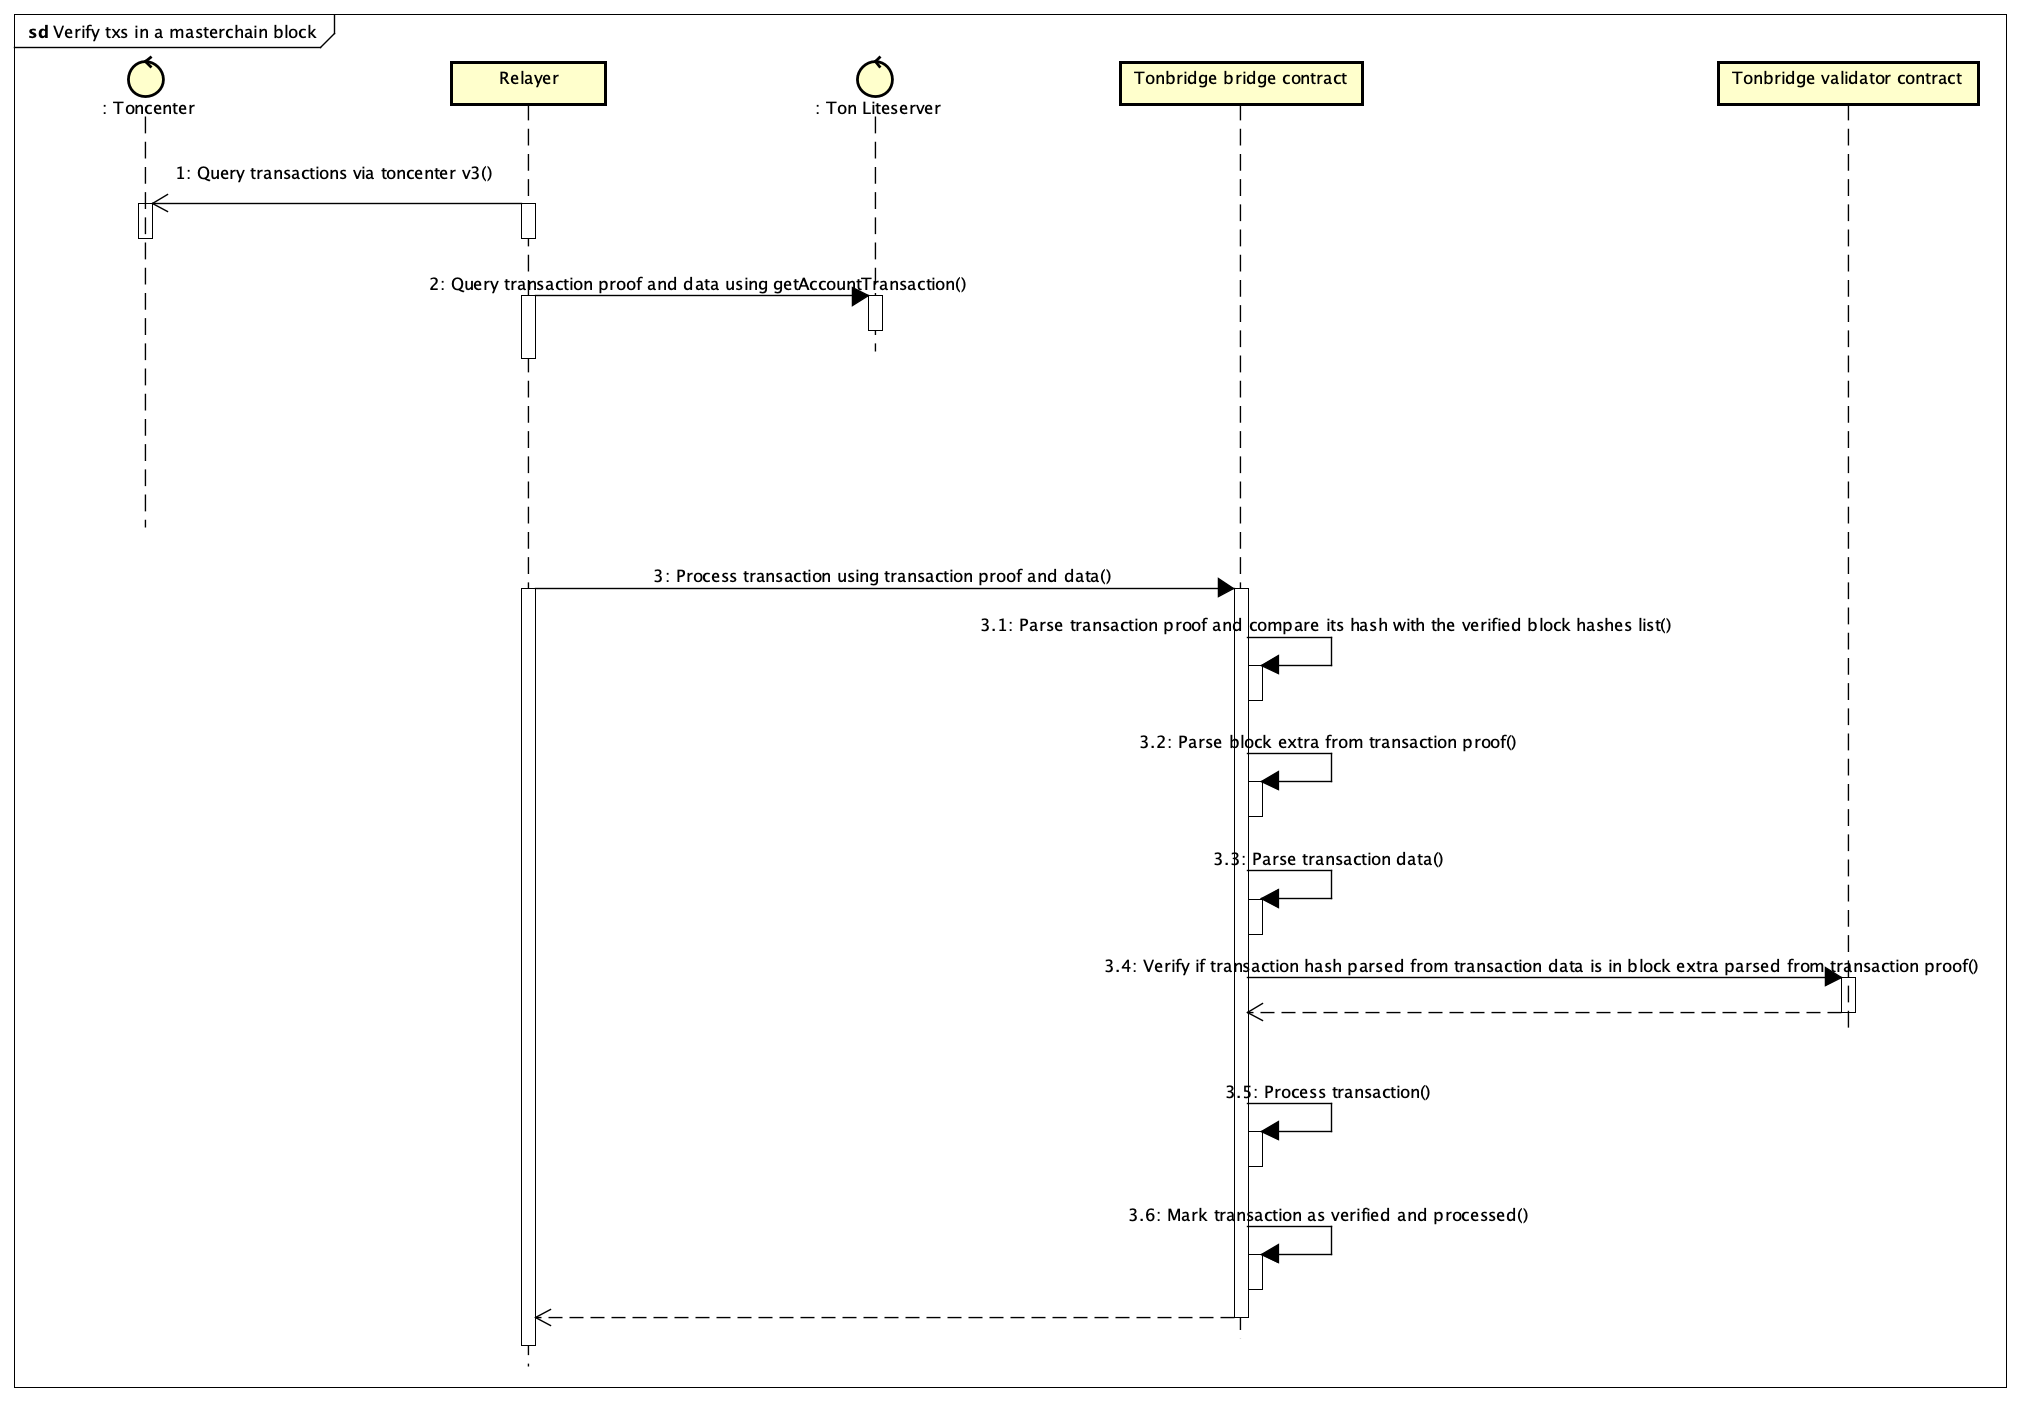 sd Verify txs in a masterchain block
: Toncenter
Relayer
: Ton Liteserver
Tonbridge bridge contract
Tonbridge validator contract
1: Query transactions via toncenter v3()
2: Query transaction proof and data using getAccountTransaction()
3: Process transaction using transaction proof and data()
3.1: Parse transaction proof and compare its hash with the verified block hashes list()
3.2: Parse block extra from transaction proof()
3.3: Parse transaction data()
3.4: Verify if transaction hash parsed from transaction data is in block extra parsed from transaction proof()
3.5: Process transaction()
3.6: Mark transaction as verified and processed()